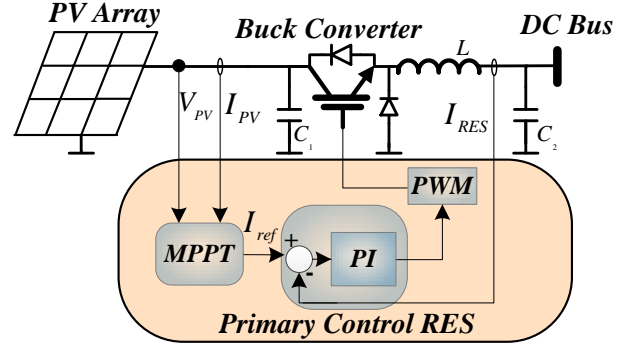 PV Array
Buck Converter
L
DC Bus
V_PV
I_PV
C_1
I_RES
C_2
PWM
I_ref
+
MPPT
PI
-
Primary Control RES